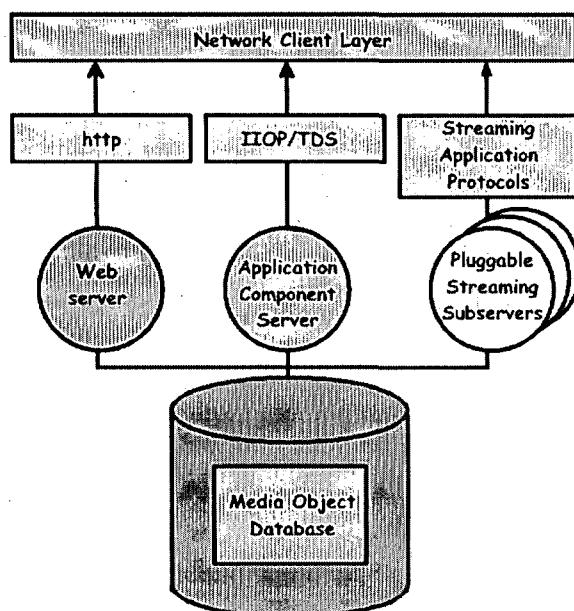 Network Client Layer
http
IIOP/TDS
Streaming
Application
Protocols
Web
server
Application
Component
Server
Pluggable
Streaming
Subservers
Media Object
Database